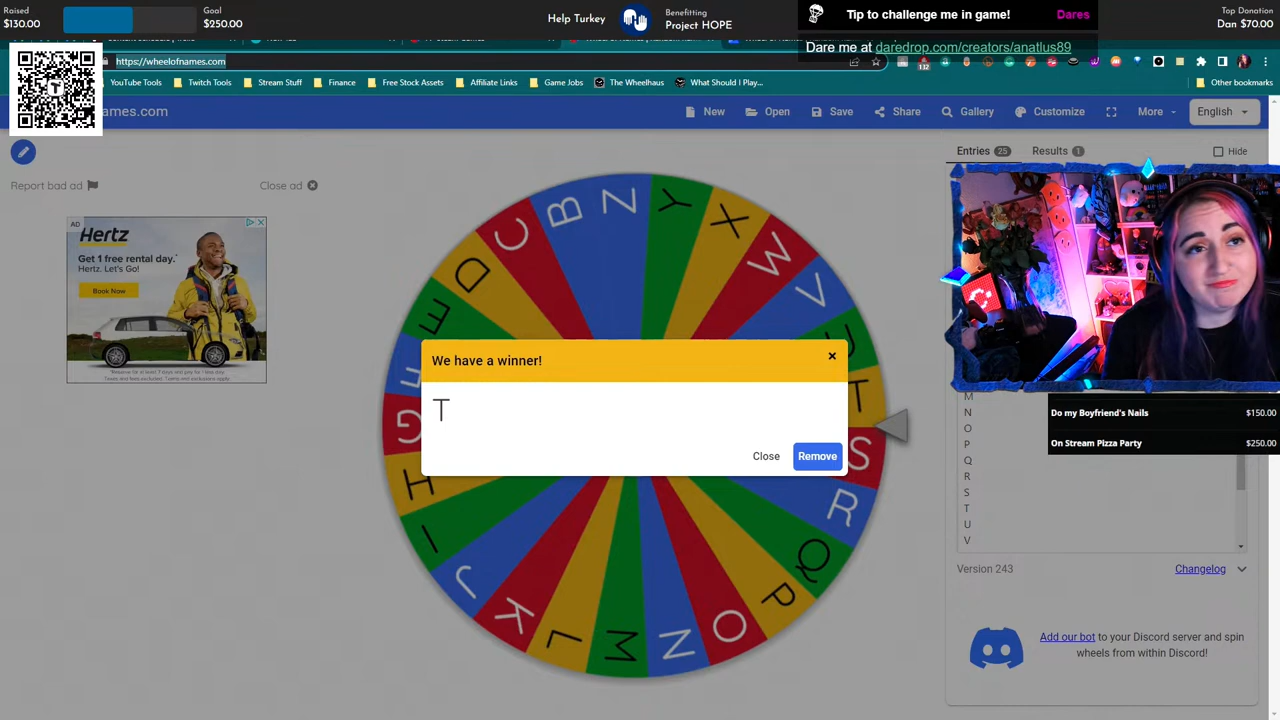 Raised
$130.00
Goal
$250.00
Help Turkey
Benefitting
Project HOPE
Tip to challenge me in game!
Dares
Top Donation
Dan $70.00
Dare me at daredrop.com/creators/anatlus89
https://wheelofnames.com
132
YouTube Tools
Twitch Tools
Stream Stuff
Finance
Free Stock Assets
Affiliate Links
Game Jobs
The Wheelhaus
What Should I Play...
Other bookmarks
T
ames.com
New
Open
Save
Share
Gallery
Customize
More
English
Entries 25
Results 1
Hide
Report bad ad
Close ad
AD
Hertz
Get 1 free rental day.*
Hertz. Let's Go!
Book Now
B
Z
Y
X
W
V
U
T
S
R
Q
P
O
N
M
L
K
J
I
H
G
F
E
D
C
We have a winner!
T
Close
Remove
M
N
O
P
Q
R
S
T
U
V
Do my Boyfriend's Nails
$150.00
On Stream Pizza Party
$250.00
Version 243
Changelog
Add our bot to your Discord server and spin
wheels from within Discord!